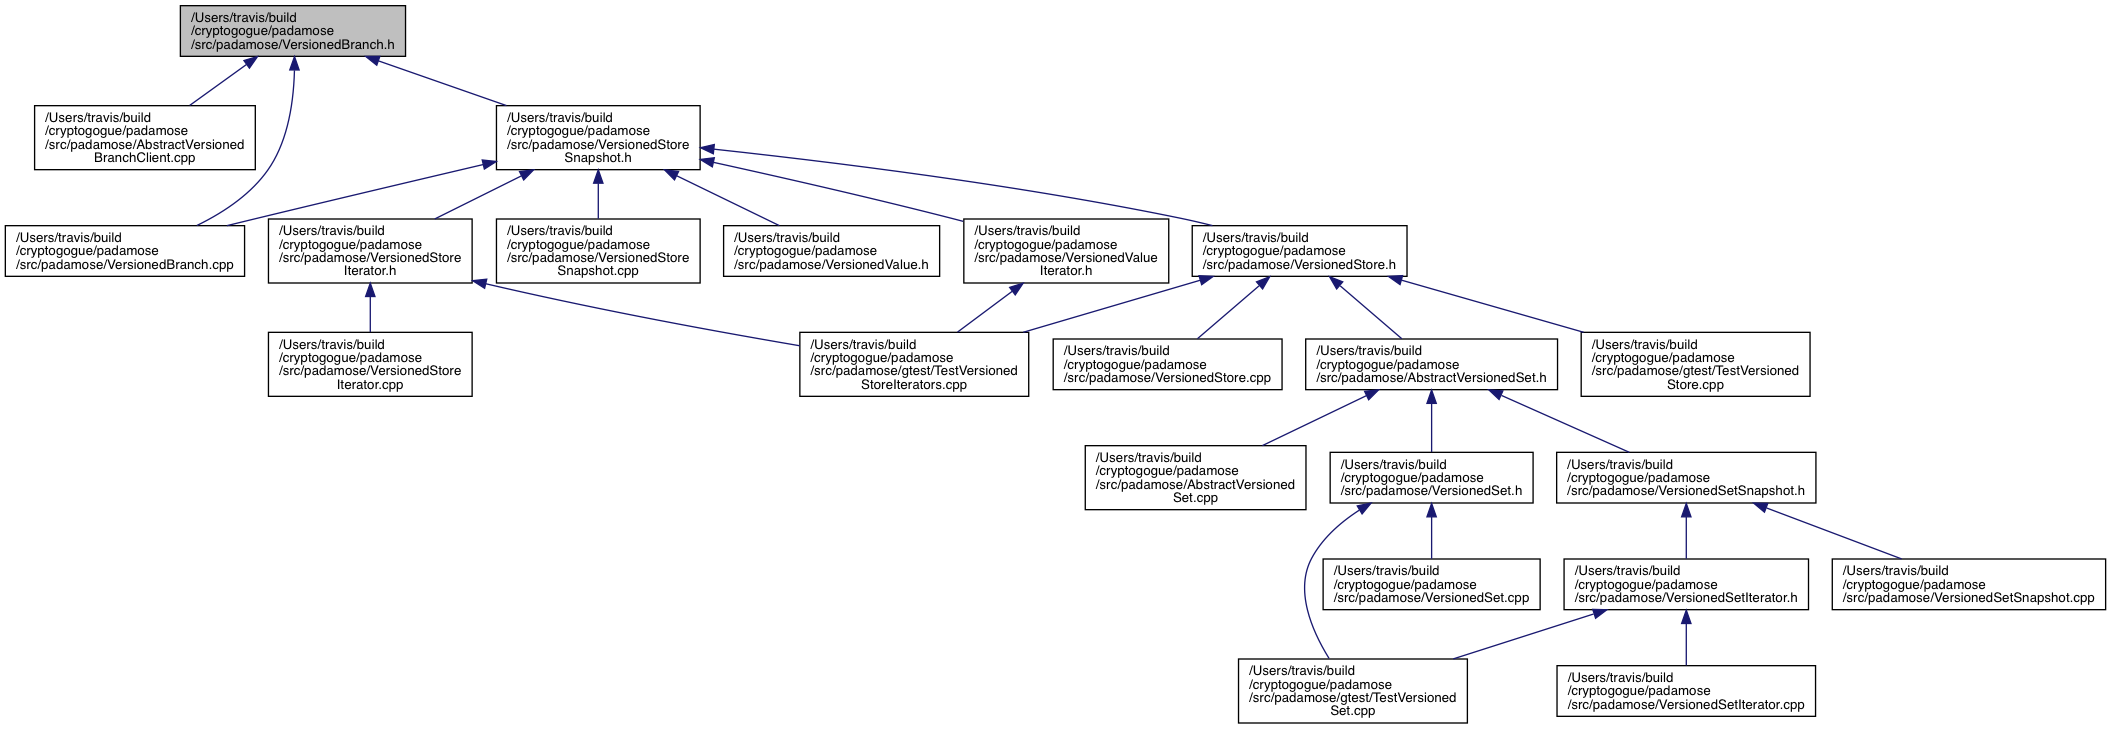 /Users/travis/build
/cryptogogue/padamose
/src/padamose/VersionedBranch.h
/Users/travis/build
/cryptogogue/padamose
/src/padamose/AbstractVersioned
BranchClient.cpp
/Users/travis/build
/cryptogogue/padamose
/src/padamose/VersionedStore
Snapshot.h
/Users/travis/build
/cryptogogue/padamose
/src/padamose/VersionedBranch.cpp
/Users/travis/build
/cryptogogue/padamose
/src/padamose/VersionedStore
Iterator.h
/Users/travis/build
/cryptogogue/padamose
/src/padamose/VersionedStore
Snapshot.cpp
/Users/travis/build
/cryptogogue/padamose
/src/padamose/VersionedValue.h
/Users/travis/build
/cryptogogue/padamose
/src/padamose/VersionedValue
Iterator.h
/Users/travis/build
/cryptogogue/padamose
/src/padamose/VersionedStore.h
/Users/travis/build
/cryptogogue/padamose
/src/padamose/VersionedStore
Iterator.cpp
/Users/travis/build
/cryptogogue/padamose
/src/padamose/gtest/TestVersioned
StoreIterators.cpp
/Users/travis/build
/cryptogogue/padamose
/src/padamose/VersionedStore.cpp
/Users/travis/build
/cryptogogue/padamose
/src/padamose/AbstractVersionedSet.h
/Users/travis/build
/cryptogogue/padamose
/src/padamose/gtest/TestVersioned
Store.cpp
/Users/travis/build
/cryptogogue/padamose
/src/padamose/AbstractVersioned
Set.cpp
/Users/travis/build
/cryptogogue/padamose
/src/padamose/VersionedSet.h
/Users/travis/build
/cryptogogue/padamose
/src/padamose/VersionedSetSnapshot.h
/Users/travis/build
/cryptogogue/padamose
/src/padamose/VersionedSet.cpp
/Users/travis/build
/cryptogogue/padamose
/src/padamose/VersionedSetIterator.h
/Users/travis/build
/cryptogogue/padamose
/src/padamose/VersionedSetSnapshot.cpp
/Users/travis/build
/cryptogogue/padamose
/src/padamose/gtest/TestVersioned
Set.cpp
/Users/travis/build
/cryptogogue/padamose
/src/padamose/VersionedSetIterator.cpp